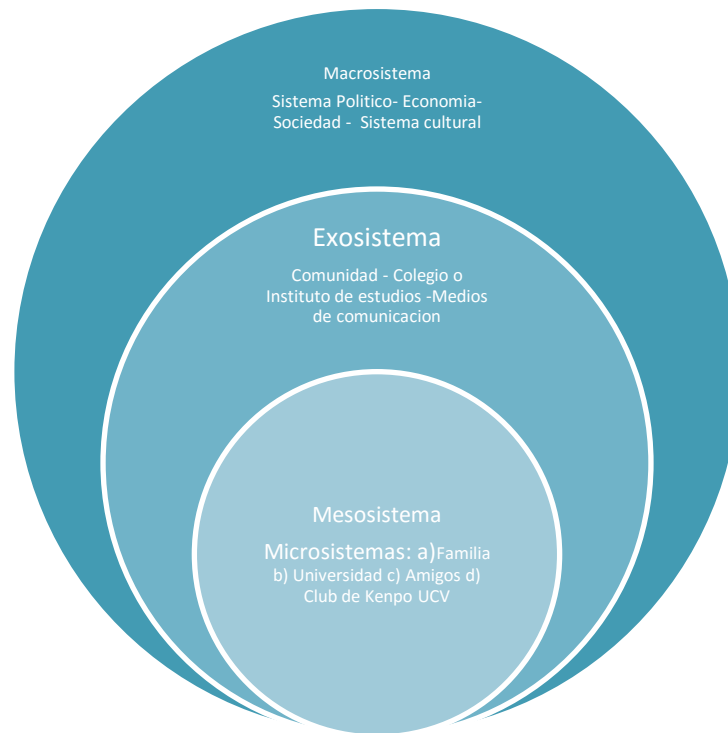 Macrosistema
Sistema Politico- Economia-
Sociedad - Sistema cultural
Exosistema
Comunidad - Colegio o
Instituto de estudios -Medios
de comunicacion
Mesosistema
Microsistemas: a)Familia
b) Universidad c) Amigos d)
Club de Kenpo UCV